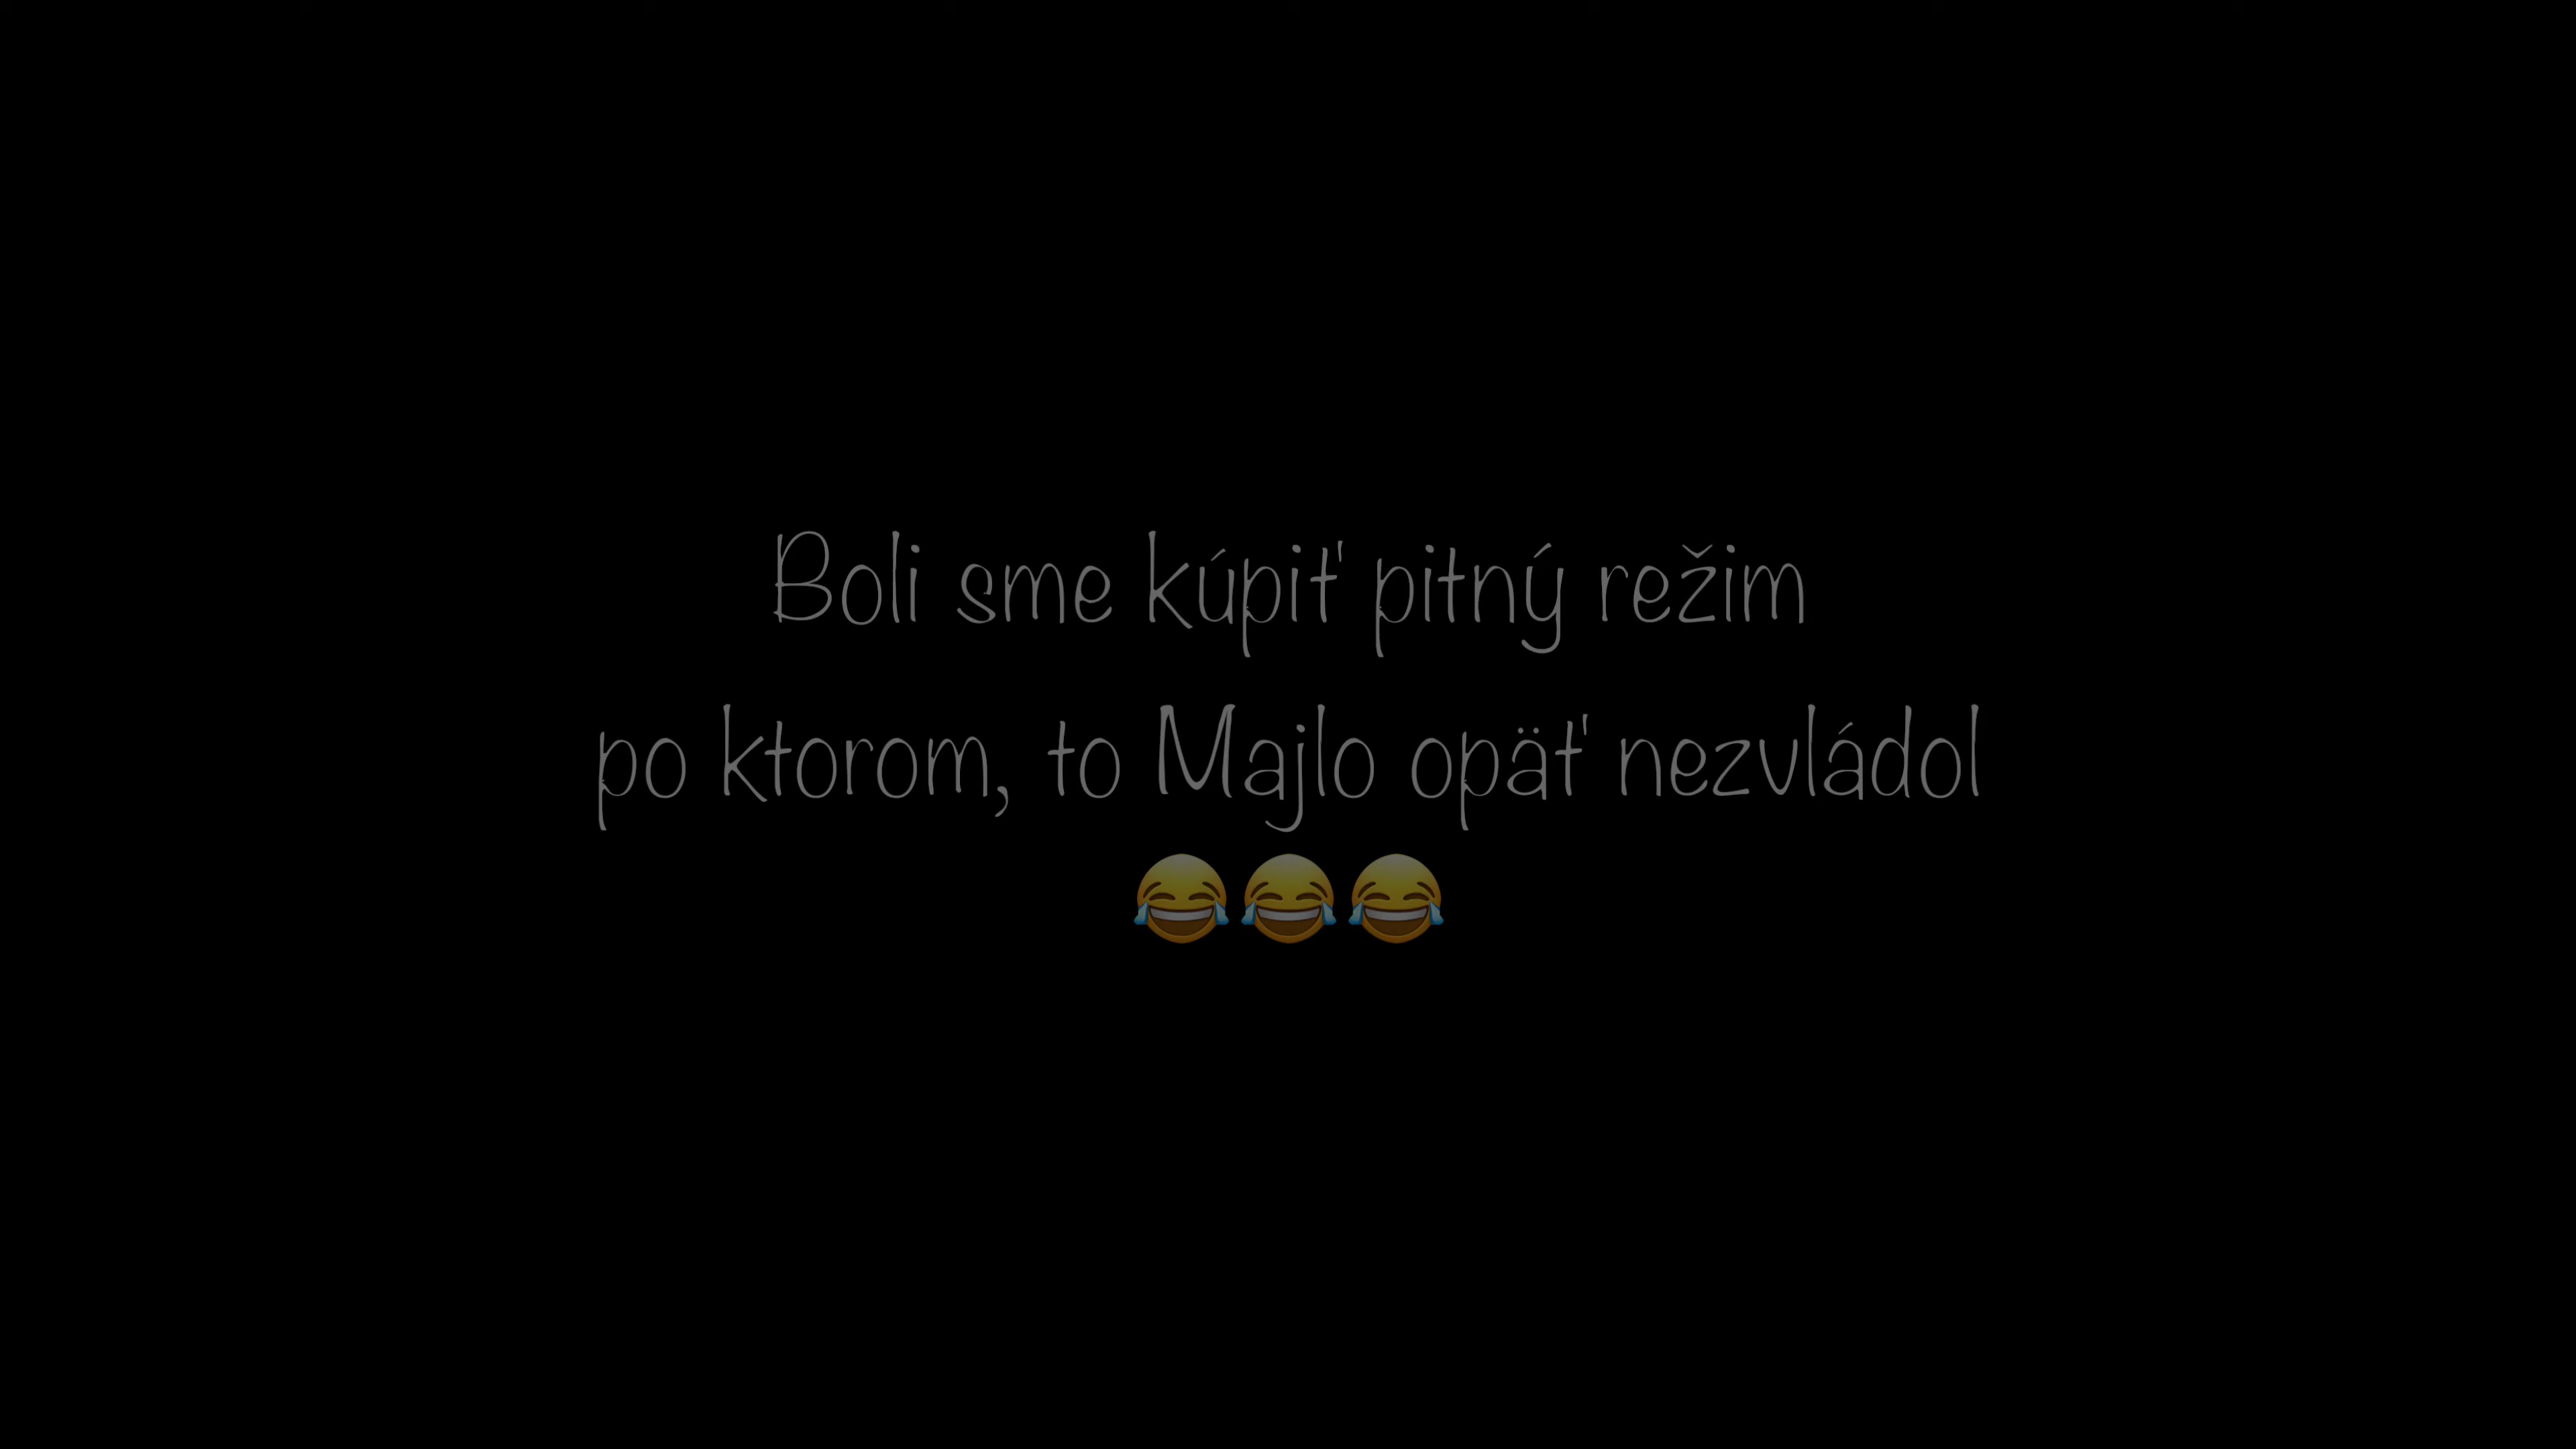 Boli sme kúpiť pitný režim
po ktorom, to Majlo opäť nezvládol
😂😂😂